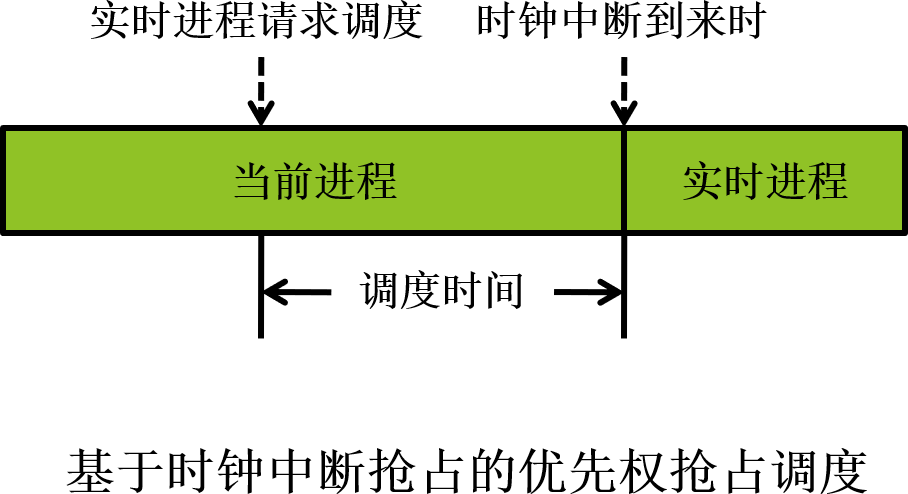 实时进程请求调度 时钟中断到来时
当前进程 实时进程
调度时间
基于时钟中断抢占的优先权抢占调度